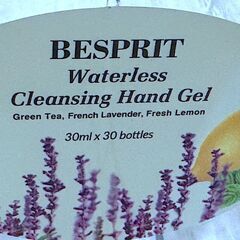 BESPRIT
Waterless
Cleansing Hand Gel
Green Tea, French Lavender, Fresh Lemon
30ml x 30 bottles